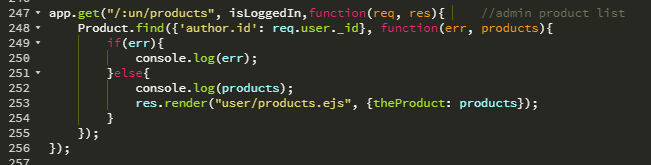 247 app.get("/:un/products", isLoggedIn,function(req, res){     //admin product list
248     Product.find({'author.id': req.user._id}, function(err, products){
249         if(err){
250             console.log(err);
251         }else{
252             console.log(products);
253             res.render("user/products.ejs", {theProduct: products});
254         }
255     });
256 });
257